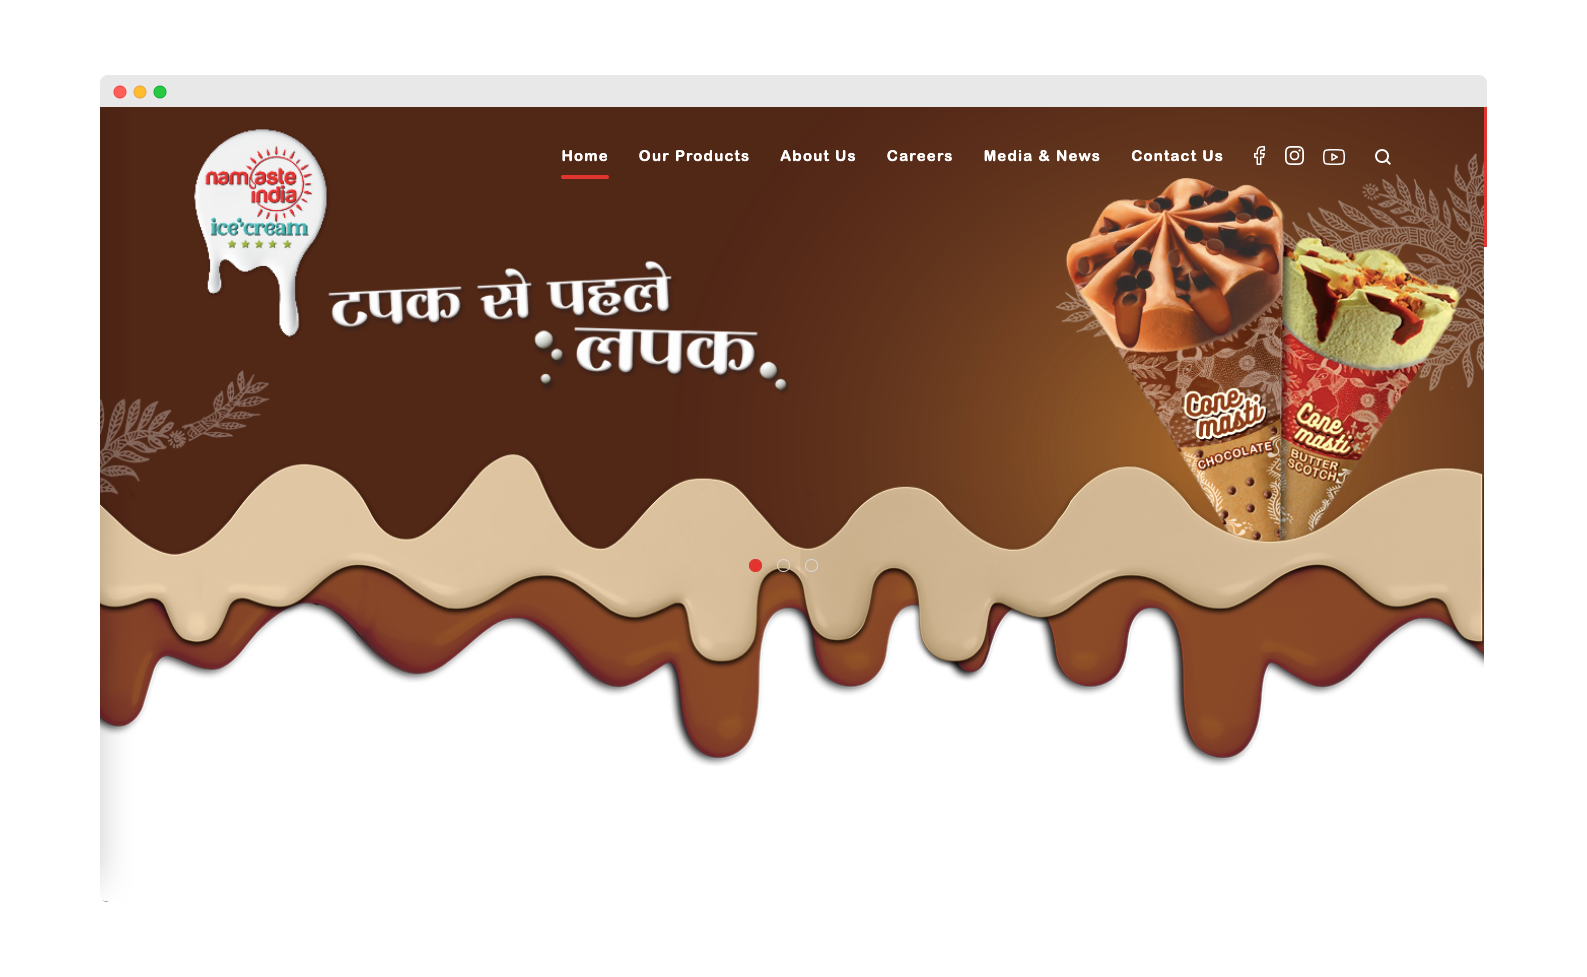 Home Our Products About Us Careers Media & News Contact Us
namaste
india
ice'cream
टपक से पहले
लपक
Cone
masti
CHOCOLATE
Cone
masti
BUTTER
SCOTCH